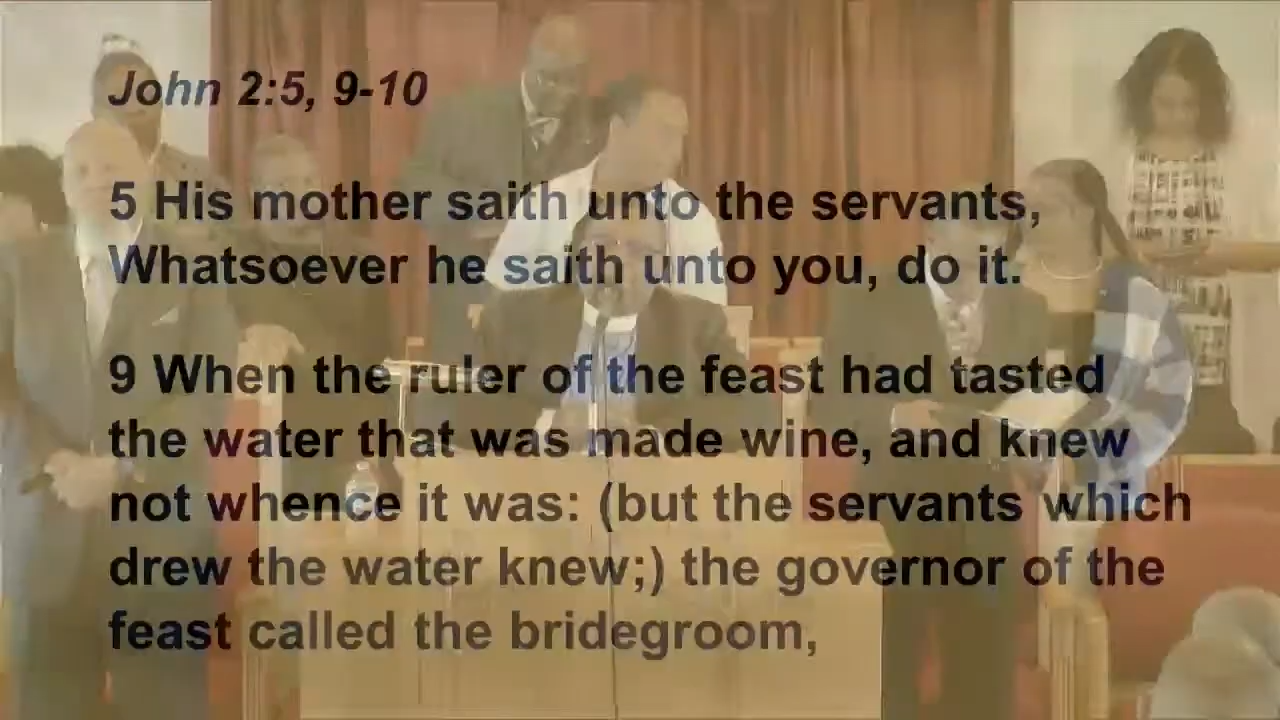 John 2:5, 9-10
5 His mother saith unto the servants,
Whatsoever he saith unto you, do it.
9 When the ruler of the feast had tasted
the water that was made wine, and knew
not whence it was: (but the servants which
drew the water knew;) the governor of the
feast called the bridegroom,